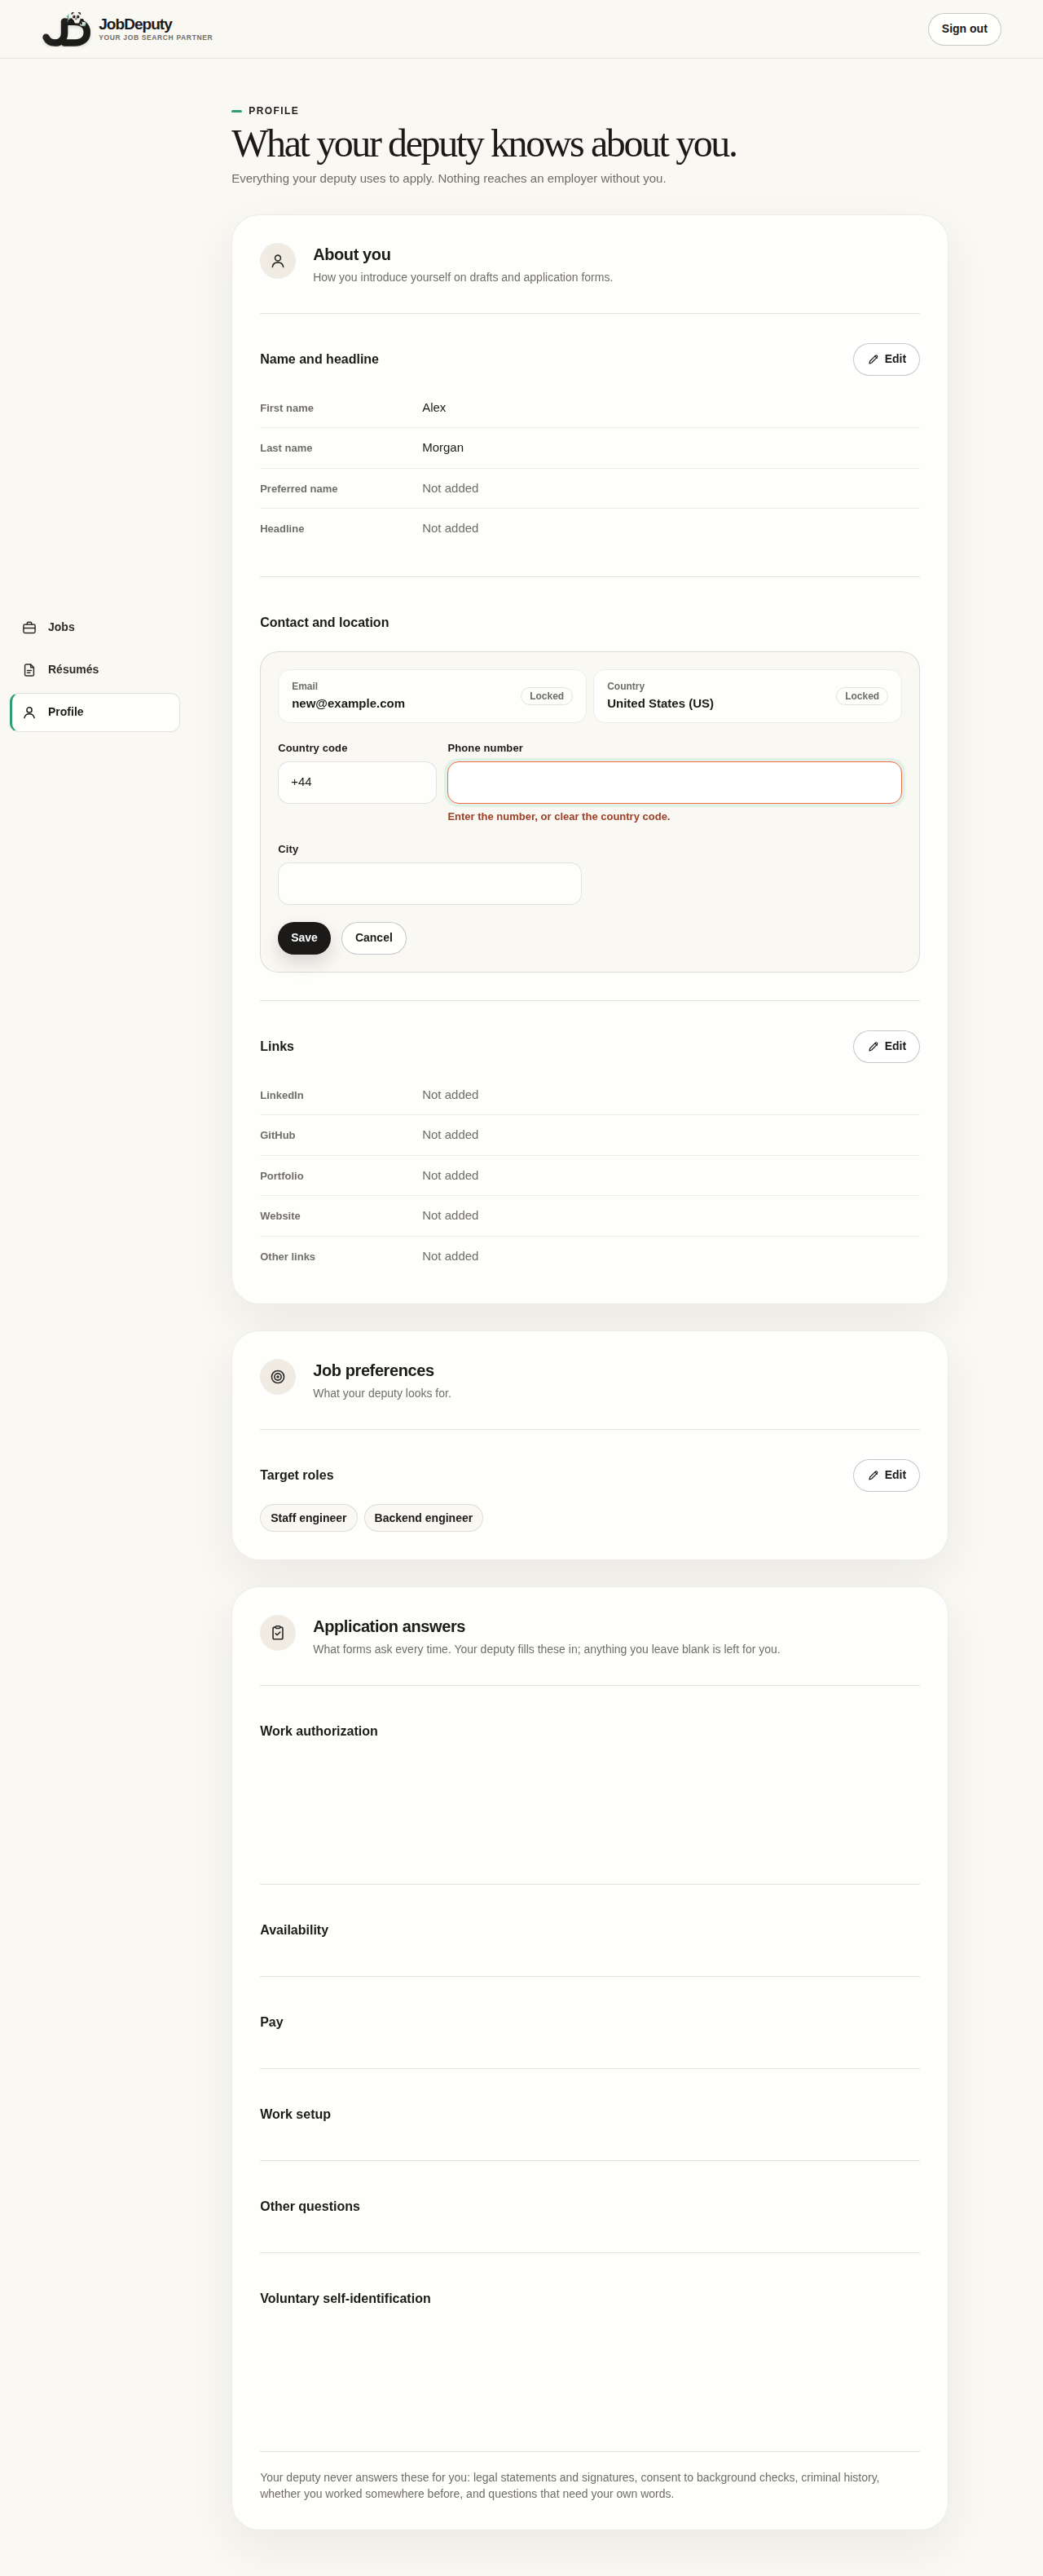 JobDeputy
YOUR JOB SEARCH PARTNER
Sign out
PROFILE
What your deputy knows about you.
Everything your deputy uses to apply. Nothing reaches an employer without you.
About you
How you introduce yourself on drafts and application forms.
Name and headline
Edit
First name
Alex
Last name
Morgan
Preferred name
Not added
Headline
Not added
Contact and location
Jobs
Résumés
Profile
Email
new@example.com
Locked
Country
United States (US)
Locked
Country code
Phone number
+44
Enter the number, or clear the country code.
City
Save
Cancel
Links
Edit
LinkedIn
Not added
GitHub
Not added
Portfolio
Not added
Website
Not added
Other links
Not added
Job preferences
What your deputy looks for.
Target roles
Edit
Staff engineer
Backend engineer
Application answers
What forms ask every time. Your deputy fills these in; anything you leave blank is left for you.
Work authorization
Availability
Pay
Work setup
Other questions
Voluntary self-identification
Your deputy never answers these for you: legal statements and signatures, consent to background checks, criminal history,
whether you worked somewhere before, and questions that need your own words.